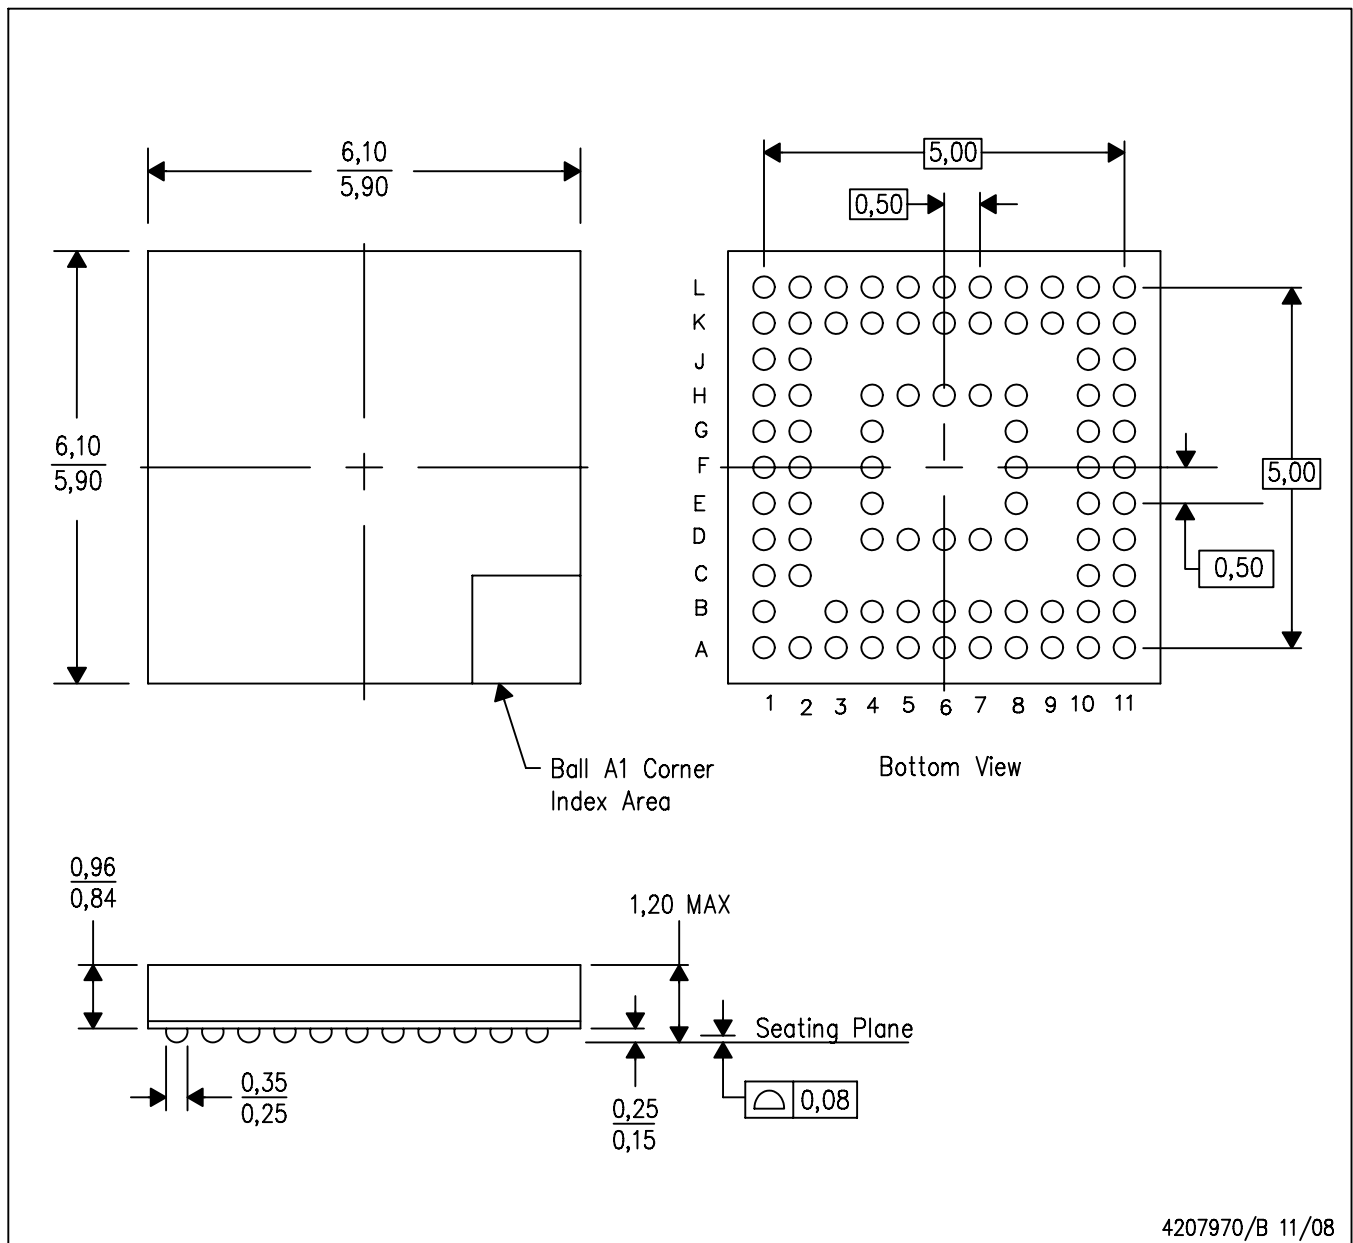 6,10
5,90
5,00
0,50
L
K
J
H
G
F
E
D
C
B
A
6,10
5,90
5,00
0,50
1 2 3 4 5 6 7 8 9 10 11
Ball A1 Corner
Index Area
Bottom View
0,96
0,84
1,20 MAX
Seating Plane
0,35
0,25
0,25
0,15
0,08
4207970/B 11/08